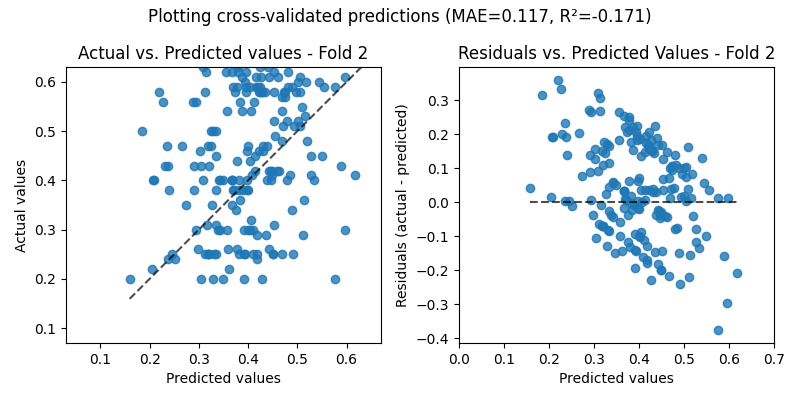 Plotting cross-validated predictions (MAE=0.117, R²=-0.171)
Actual vs. Predicted values - Fold 2
Residuals vs. Predicted Values - Fold 2
Actual values
0.6
0.5
0.4
0.3
0.2
0.1
0.1 0.2 0.3 0.4 0.5 0.6
Predicted values
Residuals (actual - predicted)
0.3
0.2
0.1
0.0
−0.1
−0.2
−0.3
−0.4
0.0 0.1 0.2 0.3 0.4 0.5 0.6 0.7
Predicted values